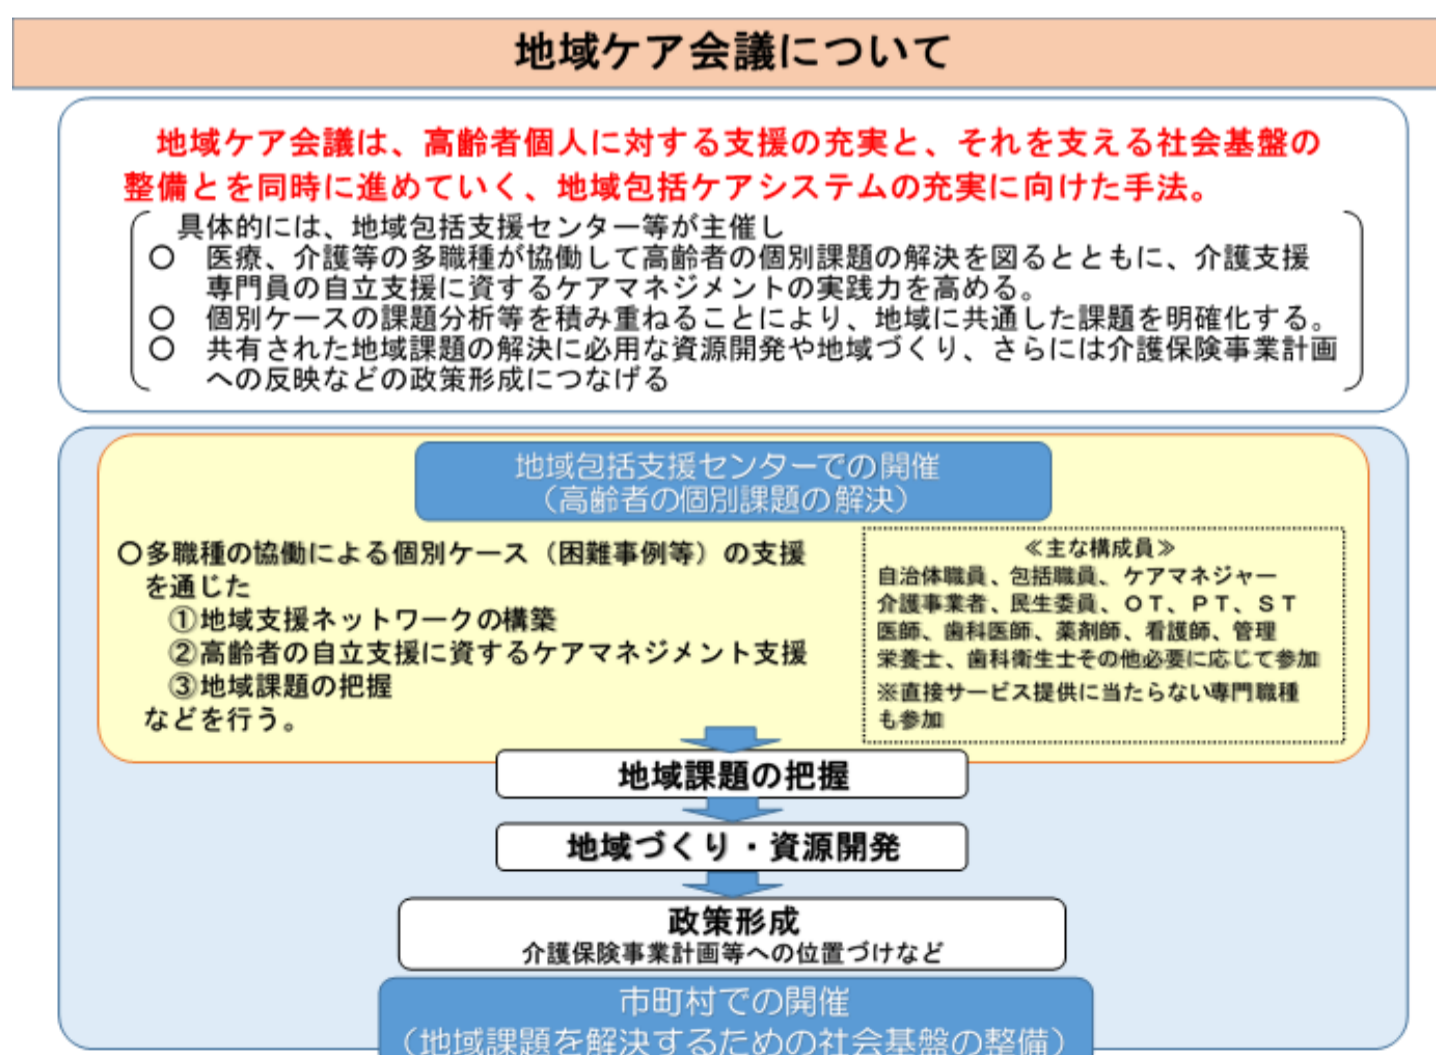 地域ケア会議について
地域ケア会議は、高齢者個人に対する支援の充実と、それを支える社会基盤の
整備とを同時に進めていく、地域包括ケアシステムの充実に向けた手法。
具体的には、地域包括支援センター等が主催し
○ 医療、介護等の多職種が協働して高齢者の個別課題の解決を図るとともに、介護支援
専門員の自立支援に資するケアマネジメントの実践力を高める。
○ 個別ケースの課題分析等を積み重ねることにより、地域に共通した課題を明確化する。
○ 共有された地域課題の解決に必用な資源開発や地域づくり、さらには介護保険事業計画
への反映などの政策形成につなげる
地域包括支援センターでの開催
（高齢者の個別課題の解決）
○多職種の協働による個別ケース（困難事例等）の支援
を通じた
①地域支援ネットワークの構築
②高齢者の自立支援に資するケアマネジメント支援
③地域課題の把握
などを行う。
≪主な構成員≫
自治体職員、包括職員、ケアマネジャー
介護事業者、民生委員、ＯＴ、ＰＴ、ＳＴ
医師、歯科医師、薬剤師、看護師、管理
栄養士、歯科衛生士その他必要に応じて参加
※直接サービス提供に当たらない専門職種
も参加
地域課題の把握
地域づくり・資源開発
政策形成
介護保険事業計画等への位置づけなど
市町村での開催
（地域課題を解決するための社会基盤の整備）